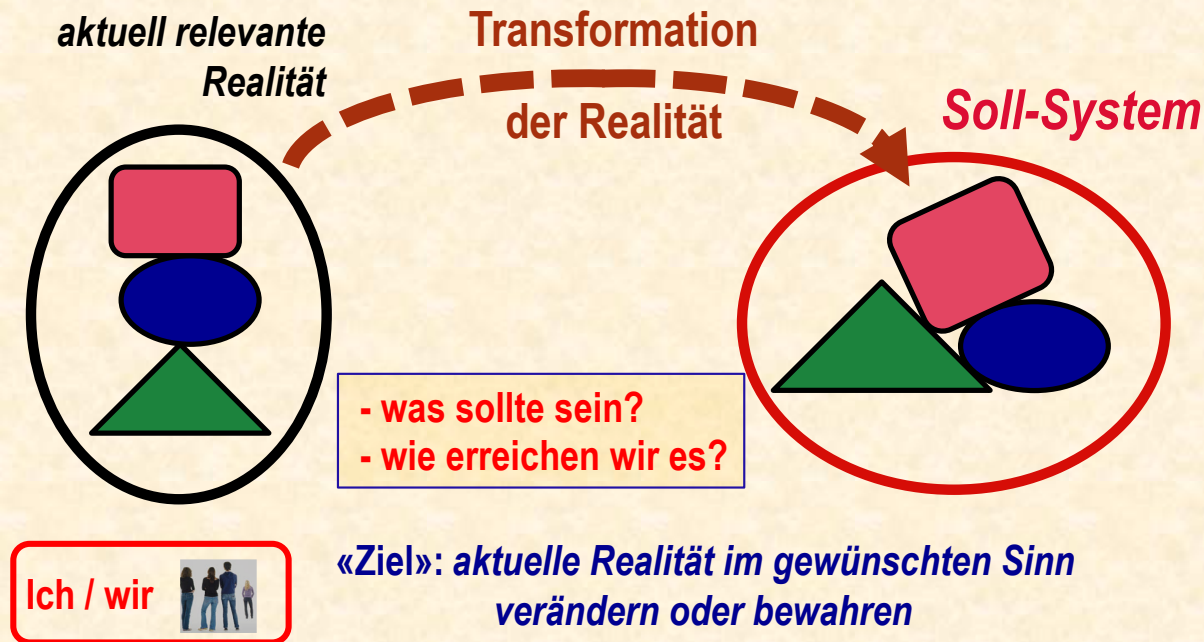 aktuell relevante
Realität
Transformation
der Realität
Soll-System
- was sollte sein?
- wie erreichen wir es?
Ich / wir
«Ziel»: aktuelle Realität im gewünschten Sinn
verändern oder bewahren